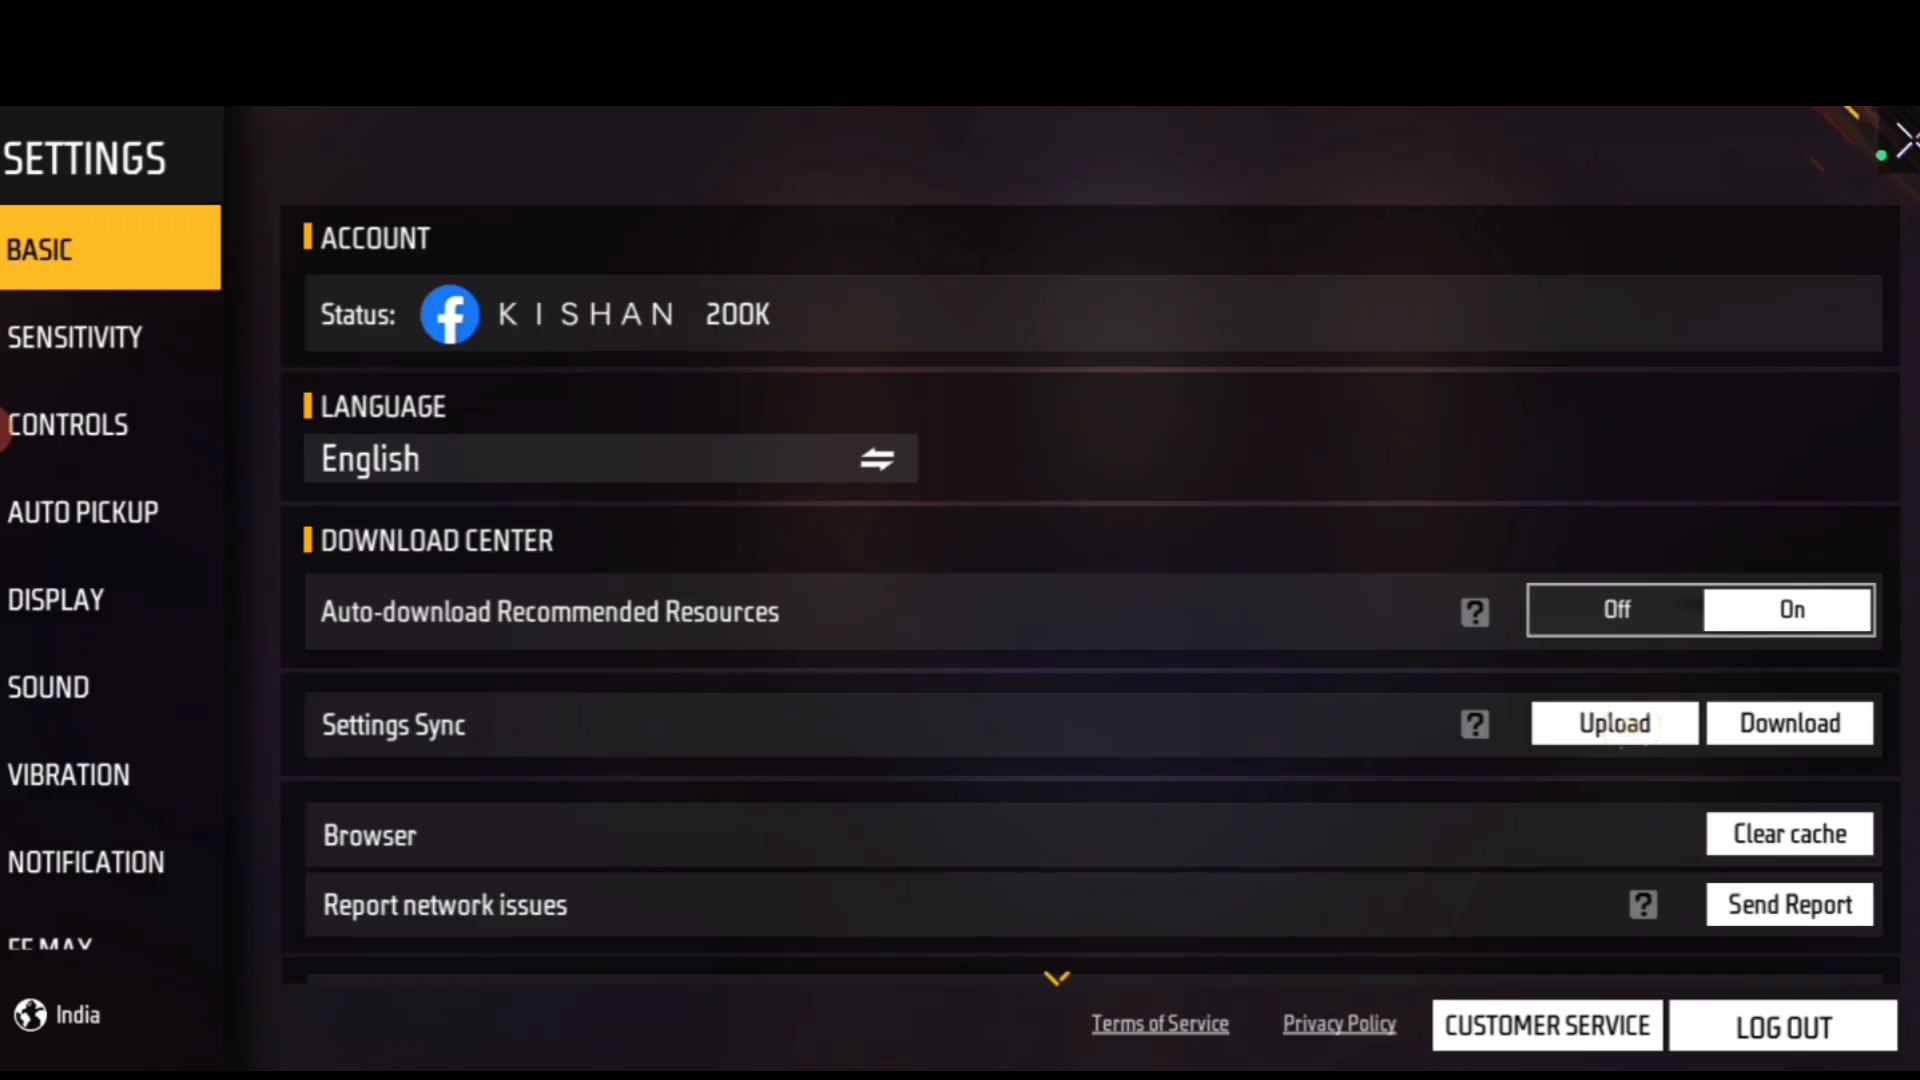 SETTINGS
BASIC
SENSITIVITY
CONTROLS
AUTO PICKUP
DISPLAY
SOUND
VIBRATION
NOTIFICATION
FF MAX
India
ACCOUNT
Status: K I S H A N 200K
LANGUAGE
English
DOWNLOAD CENTER
Auto-download Recommended Resources ? Off On
Settings Sync ? Upload Download
Browser Clear cache
Report network issues ? Send Report
Terms of Service Privacy Policy CUSTOMER SERVICE LOG OUT